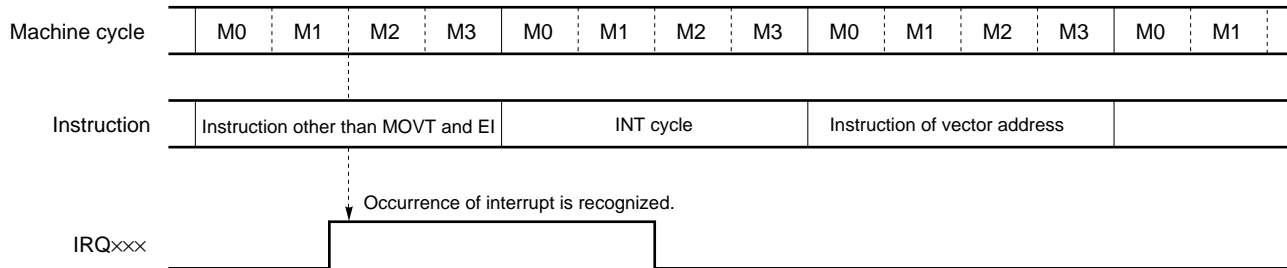 Machine cycle M0 M1 M2 M3 M0 M1 M2 M3 M0 M1 M2 M3 M0 M1
Instruction Instruction other than MOVT and EI INT cycle Instruction of vector address
Occurrence of interrupt is recognized.
IRQ×××